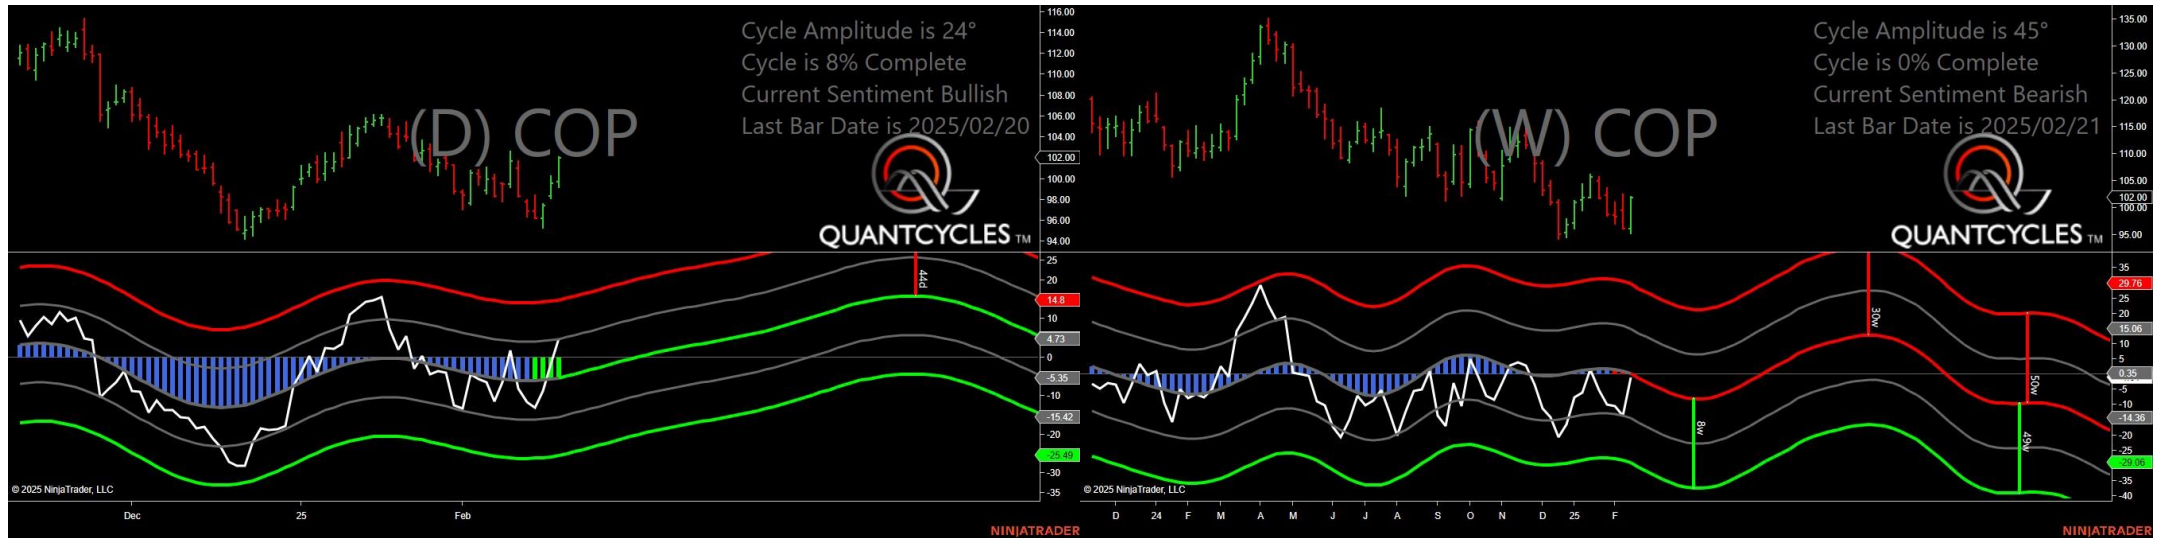 Cycle Amplitude is 24°
Cycle is 8% Complete
Current Sentiment Bullish
Last Bar Date is 2025/02/20
(D) COP
QUANTCYCLES TM
116.00
114.00
112.00
110.00
108.00
106.00
104.00
102.00
100.00
98.00
96.00
94.00
44d
25
20
14.8
10
4.73
0
-5.35
-10
-15.42
-20
-25.49
-30
-35
© 2025 NinjaTrader, LLC
Dec 25 Feb
NINJATRADER
Cycle Amplitude is 45°
Cycle is 0% Complete
Current Sentiment Bearish
Last Bar Date is 2025/02/21
(W) COP
QUANTCYCLES TM
135.00
130.00
125.00
120.00
115.00
110.00
105.00
102.00
100.00
95.00
30w
50w
8w
49w
35
29.76
25
20
15.06
10
5
0.35
-5
-10
-14.36
-20
-25
-29.06
-35
-40
© 2025 NinjaTrader, LLC
D 24 F M A M J J A S O N D 25 F
NINJATRADER